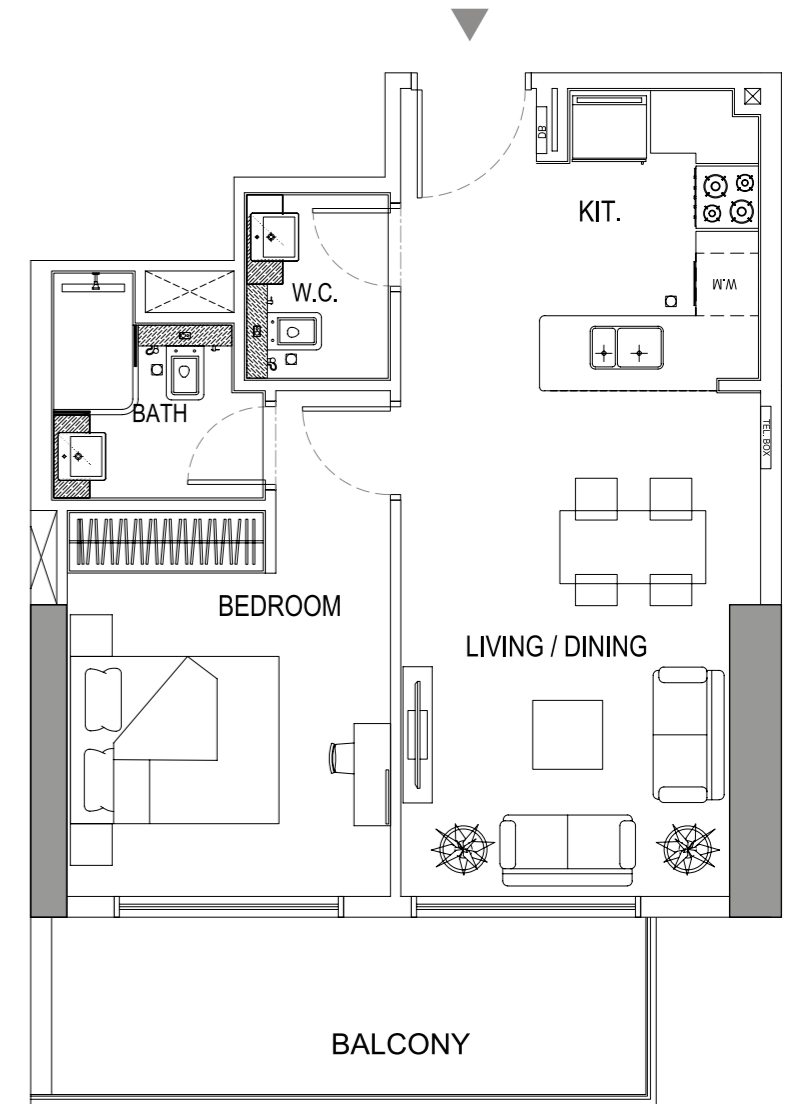 DB
KIT.
W.M
W.C.
BATH
TEL. BOX
BEDROOM
LIVING / DINING
BALCONY